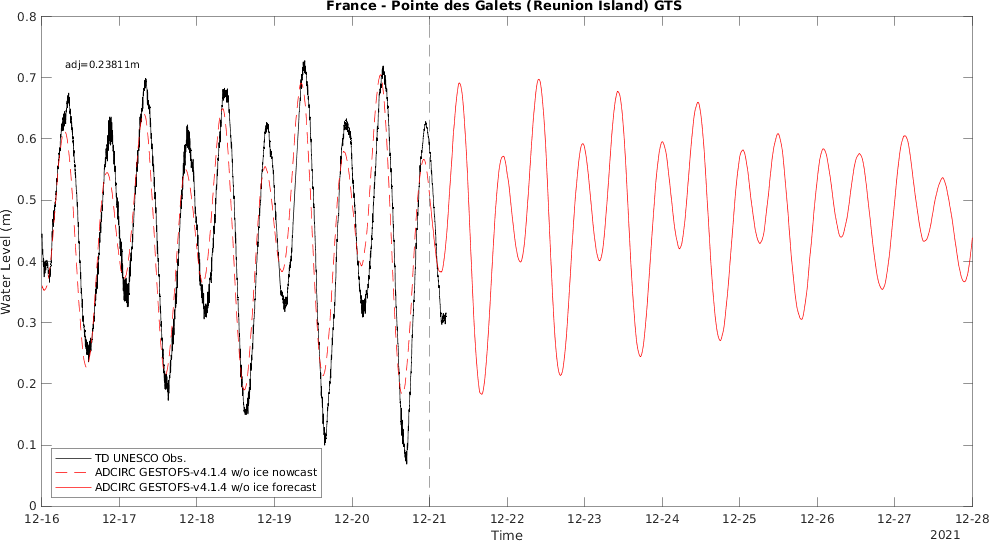 France - Pointe des Galets (Reunion Island) GTS
adj=0.23811m
0.8
0.7
0.6
0.5
0.4
0.3
0.2
0.1
0
Water Level (m)
TD UNESCO Obs.
ADCIRC GESTOFS-v4.1.4 w/o ice nowcast
ADCIRC GESTOFS-v4.1.4 w/o ice forecast
12-16 12-17 12-18 12-19 12-20 12-21 12-22 12-23 12-24 12-25 12-26 12-27 12-28
Time
2021